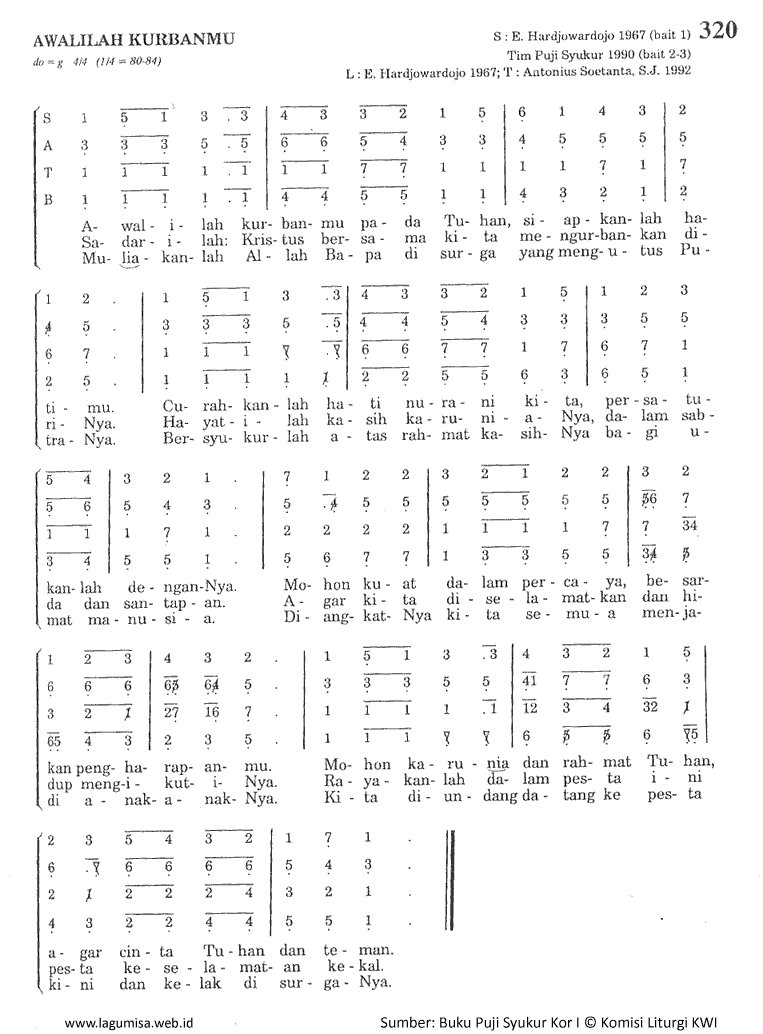 AWALILAH KURBANMU
S : E. Hardjowardojo 1967 (bait 1) 320
do = g 4/4 (1/4 = 80-84)
Tim Puji Syukur 1990 (bait 2-3)
L : E. Hardjowardojo 1967; T : Antonius Soetanta, S.J. 1992
S 1 5 1 3 . 3 4 3 3 2 1 5 6 1 4 3 2
A 3 3 3 5 . 5 6 6 5 4 3 3 4 5 5 5 5
T 1 1 1 1 . 1 1 1 7 7 1 1 1 1 7 1 7
B 1 1 1 1 . 1 4 4 5 5 1 1 4 3 2 1 2
A- wal - i - lah kur- ban- mu pa - da Tu- han, si - ap - kan- lah ha-
Sa- dar - i - lah: Kris- tus ber- sa - ma ki - ta me - ngur-ban- kan di -
Mu- lia - kan- lah Al - lah Ba - pa di sur - ga yang meng- u - tus Pu -
1 2 . 1 5 1 3 .3 4 3 3 2 1 5 1 2 3
4 5 . 3 3 3 5 .5 4 4 5 4 3 3 3 5 5
6 7 . 1 1 1 7 .7 6 6 7 7 1 7 6 7 1
2 5 . 1 1 1 1 1 2 2 5 5 6 3 6 5 1
ti - mu. Cu- rah- kan - lah ha - ti nu - ra - ni ki - ta, per - sa - tu -
ri - Nya. Ha- yat - i - lah ka - sih ka - ru - ni - a - Nya, da- lam sab -
tra - Nya. Ber- syu - kur - lah a - tas rah- mat ka- sih- Nya ba - gi u -
5 4 3 2 1 . 7 1 2 2 3 2 1 2 2 3 2
5 6 5 4 3 . 5 .4 5 5 5 5 5 5 5 56 7
1 1 1 7 1 . 2 2 2 2 1 1 1 1 7 7 34
3 4 5 5 1 . 5 6 7 7 1 3 3 5 5 34 5
kan- lah de - ngan-Nya. Mo- hon ku - at da- lam per - ca - ya, be - sar-
da dan san- tap - an. A - gar ki - ta di - se - la - mat- kan dan hi-
mat ma - nu - si - a. Di - ang- kat- Nya ki - ta se - mu - a men- ja-
1 2 3 4 3 2 . 1 5 1 3 .3 4 3 2 1 5
6 6 6 65 64 5 . 3 3 3 5 5 41 7 7 6 3
3 2 1 27 16 7 . 1 1 1 1 .1 12 3 4 32 1
65 4 3 2 3 5 . 1 1 1 7 7 6 5 5 6 75
kan peng- ha- rap - an- mu. Mo- hon ka - ru - nia dan rah- mat Tu- han,
dup meng- i - kut - i- Nya. Ra - ya - kan- lah da- lam pes- ta i - ni
di a - nak- a - nak- Nya. Ki - ta di - un - dang da - tang ke pes- ta
2 3 5 4 3 2 1 7 1 .
6 .7 6 6 6 6 5 4 3 .
2 1 2 2 2 4 3 2 1 .
4 3 2 2 4 4 5 5 1 .
a - gar cin - ta Tu - han dan te - man.
pes- ta ke - se - la - mat- an ke - kal.
ki - ni dan ke - lak di sur - ga - Nya.
www.lagumisa.web.id Sumber: Buku Puji Syukur Kor I © Komisi Liturgi KWI